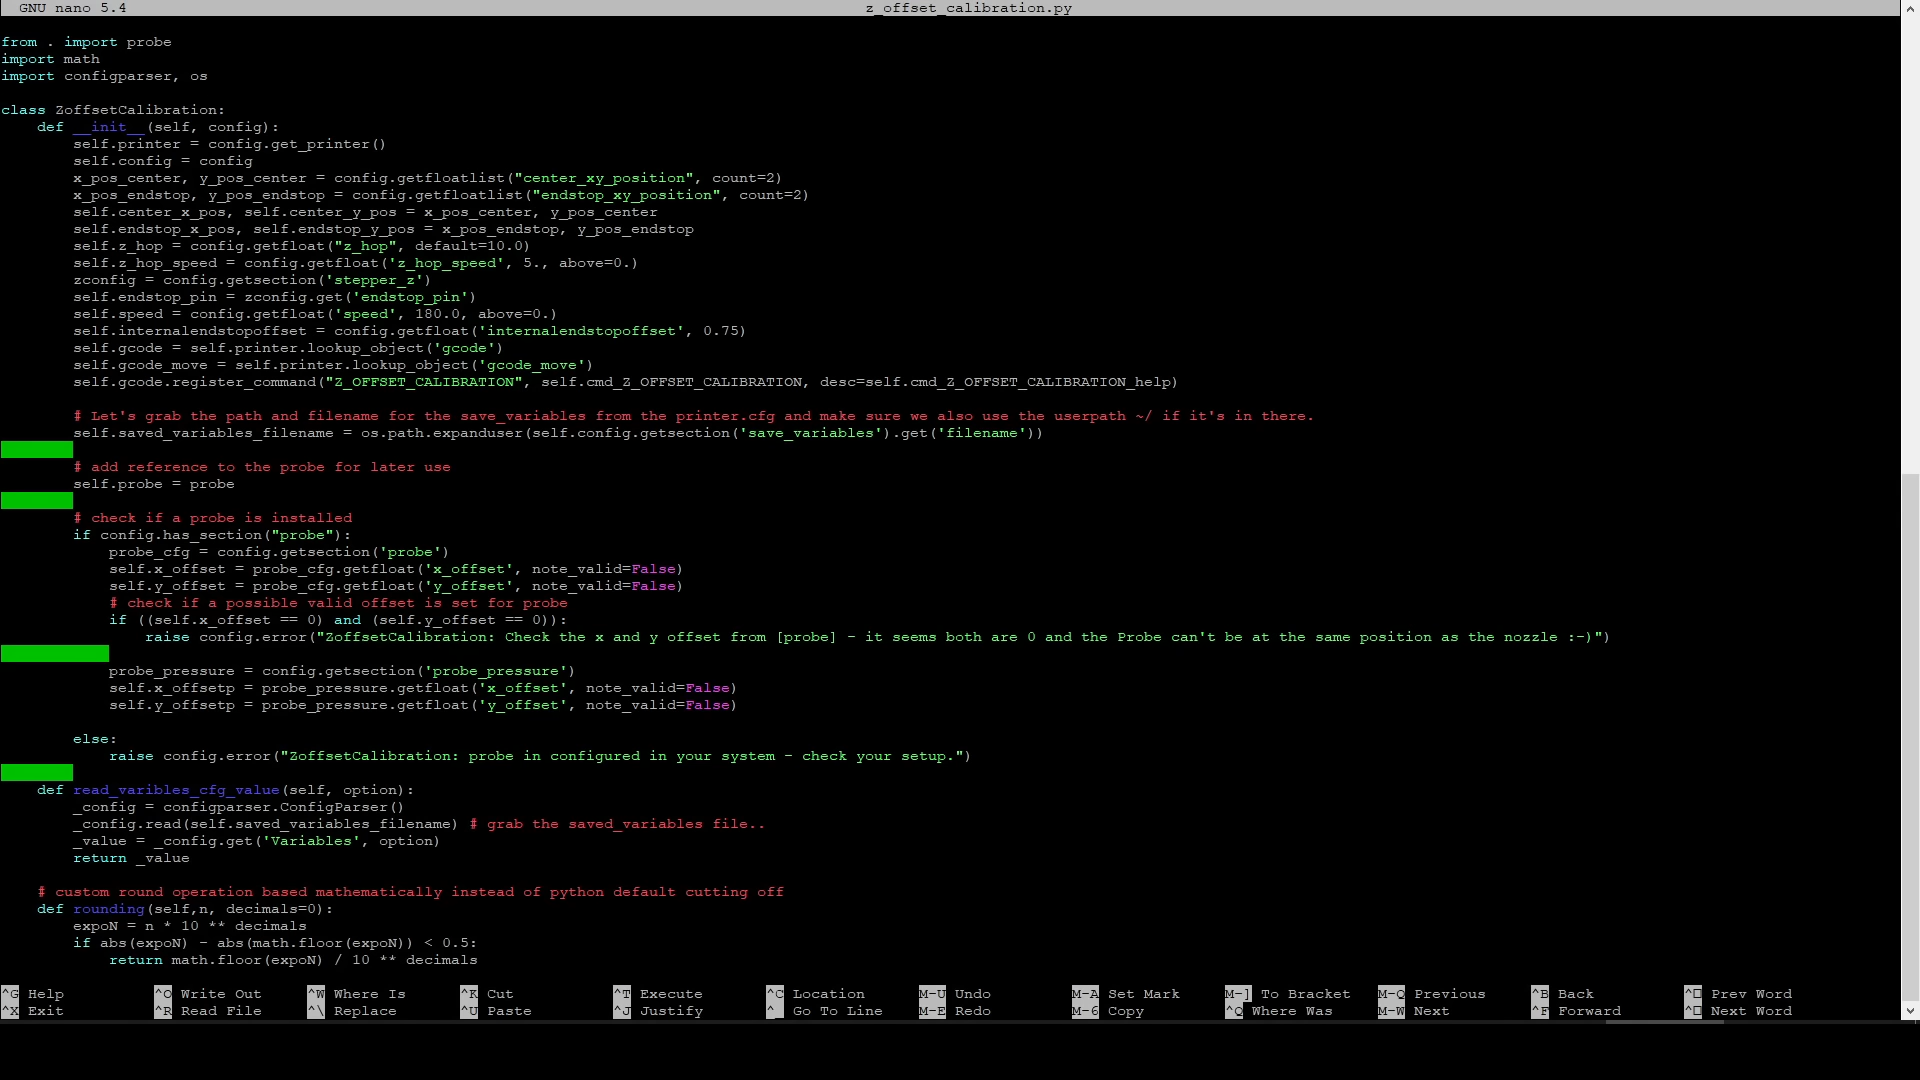 GNU nano 5.4 z_offset_calibration.py
from . import probe
import math
import configparser, os
class ZoffsetCalibration:
    def __init__(self, config):
        self.printer = config.get_printer()
        self.config = config
        x_pos_center, y_pos_center = config.getfloatlist("center_xy_position", count=2)
        x_pos_endstop, y_pos_endstop = config.getfloatlist("endstop_xy_position", count=2)
        self.center_x_pos, self.center_y_pos = x_pos_center, y_pos_center
        self.endstop_x_pos, self.endstop_y_pos = x_pos_endstop, y_pos_endstop
        self.z_hop = config.getfloat("z_hop", default=10.0)
        self.z_hop_speed = config.getfloat('z_hop_speed', 5., above=0.)
        zconfig = config.getsection('stepper_z')
        self.endstop_pin = zconfig.get('endstop_pin')
        self.speed = config.getfloat('speed', 180.0, above=0.)
        self.internalendstopoffset = config.getfloat('internalendstopoffset', 0.75)
        self.gcode = self.printer.lookup_object('gcode')
        self.gcode_move = self.printer.lookup_object('gcode_move')
        self.gcode.register_command("Z_OFFSET_CALIBRATION", self.cmd_Z_OFFSET_CALIBRATION, desc=self.cmd_Z_OFFSET_CALIBRATION_help)
        # Let's grab the path and filename for the save_variables from the printer.cfg and make sure we also use the userpath ~/ if it's in there.
        self.saved_variables_filename = os.path.expanduser(self.config.getsection('save_variables').get('filename'))
        # add reference to the probe for later use
        self.probe = probe
        # check if a probe is installed
        if config.has_section("probe"):
            probe_cfg = config.getsection('probe')
            self.x_offset = probe_cfg.getfloat('x_offset', note_valid=False)
            self.y_offset = probe_cfg.getfloat('y_offset', note_valid=False)
            # check if a possible valid offset is set for probe
            if ((self.x_offset == 0) and (self.y_offset == 0)):
                raise config.error("ZoffsetCalibration: Check the x and y offset from [probe] - it seems both are 0 and the Probe can't be at the same position as the nozzle :-)")
            probe_pressure = config.getsection('probe_pressure')
            self.x_offsetp = probe_pressure.getfloat('x_offset', note_valid=False)
            self.y_offsetp = probe_pressure.getfloat('y_offset', note_valid=False)
        else:
            raise config.error("ZoffsetCalibration: probe in configured in your system - check your setup.")
    def read_varibles_cfg_value(self, option):
        _config = configparser.ConfigParser()
        _config.read(self.saved_variables_filename) # grab the saved_variables file..
        _value = _config.get('Variables', option)
        return _value
    # custom round operation based mathematically instead of python default cutting off
    def rounding(self,n, decimals=0):
        expoN = n * 10 ** decimals
        if abs(expoN) - abs(math.floor(expoN)) < 0.5:
            return math.floor(expoN) / 10 ** decimals
^G Help ^O Write Out ^W Where Is ^K Cut ^T Execute ^C Location M-U Undo M-A Set Mark M-] To Bracket M-Q Previous ^B Back ^□ Prev Word
^X Exit ^R Read File ^\ Replace ^U Paste ^J Justify ^_ Go To Line M-E Redo M-6 Copy ^Q Where Was M-W Next ^F Forward ^□ Next Word